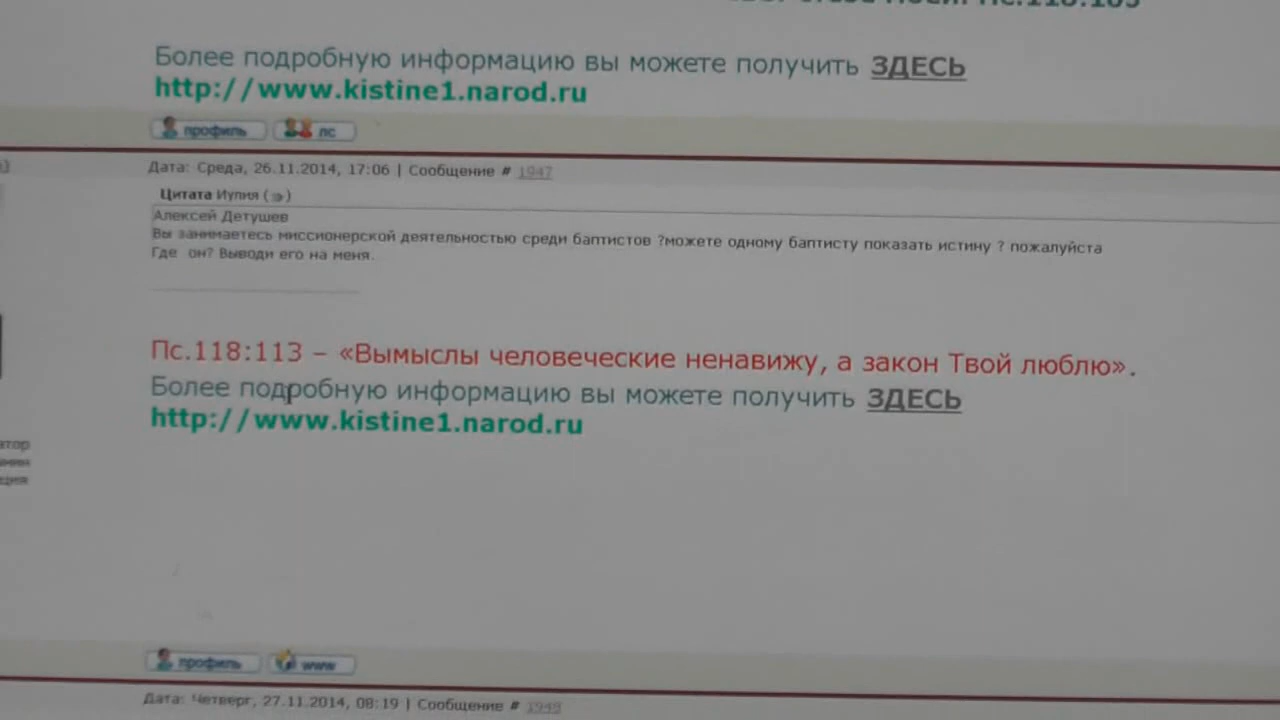 Более подробную информацию вы можете получить ЗДЕСЬ
http://www.kistine1.narod.ru
профиль лс
Дата: Среда, 26.11.2014, 17:06 | Сообщение # 1947
Цитата Иулия ( )
Алексей Детушев
Вы занимаетесь миссионерской деятельностью среди баптистов ?можете одному баптисту показать истину ? пожалуйста
Где он? Выводи его на меня.
Пс.118:113 – «Вымыслы человеческие ненавижу, а закон Твой люблю».
Более подробную информацию вы можете получить ЗДЕСЬ
http://www.kistine1.narod.ru
профиль www
Дата: Четверг, 27.11.2014, 08:19 | Сообщение # 1948